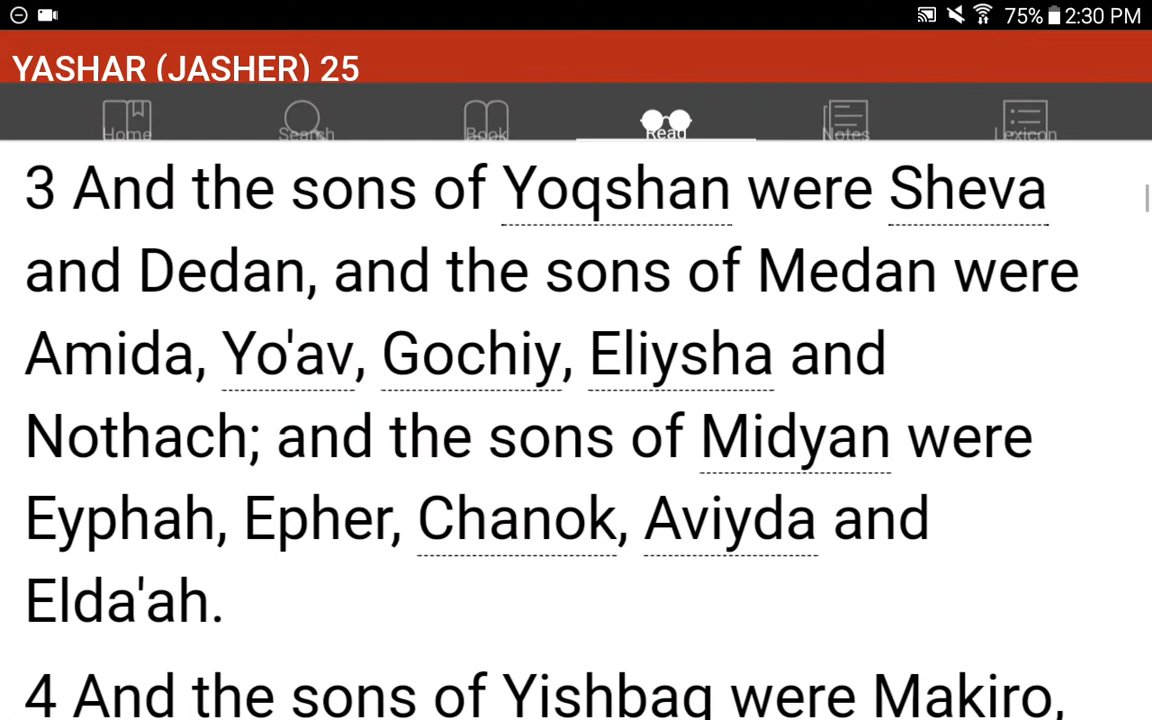 75% 2:30 PM
YASHAR (JASHER) 25
Home Search Book Read Notes Lexicon
3 And the sons of Yoqshan were Sheva
and Dedan, and the sons of Medan were
Amida, Yo'av, Gochiy, Eliysha and
Nothach; and the sons of Midyan were
Eyphah, Epher, Chanok, Aviyda and
Elda'ah.
4 And the sons of Yishbaq were Makiro,